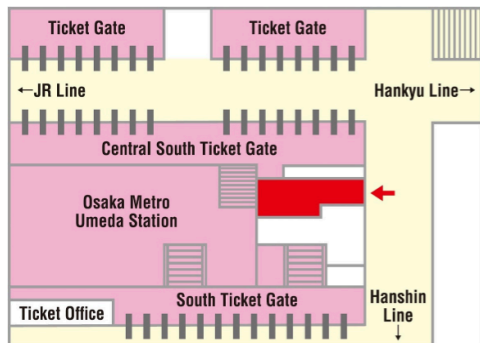 Ticket Gate
Ticket Gate
←JR Line
Hankyu Line→
Central South Ticket Gate
Osaka Metro
Umeda Station
South Ticket Gate
Ticket Office
Hanshin
Line
↓